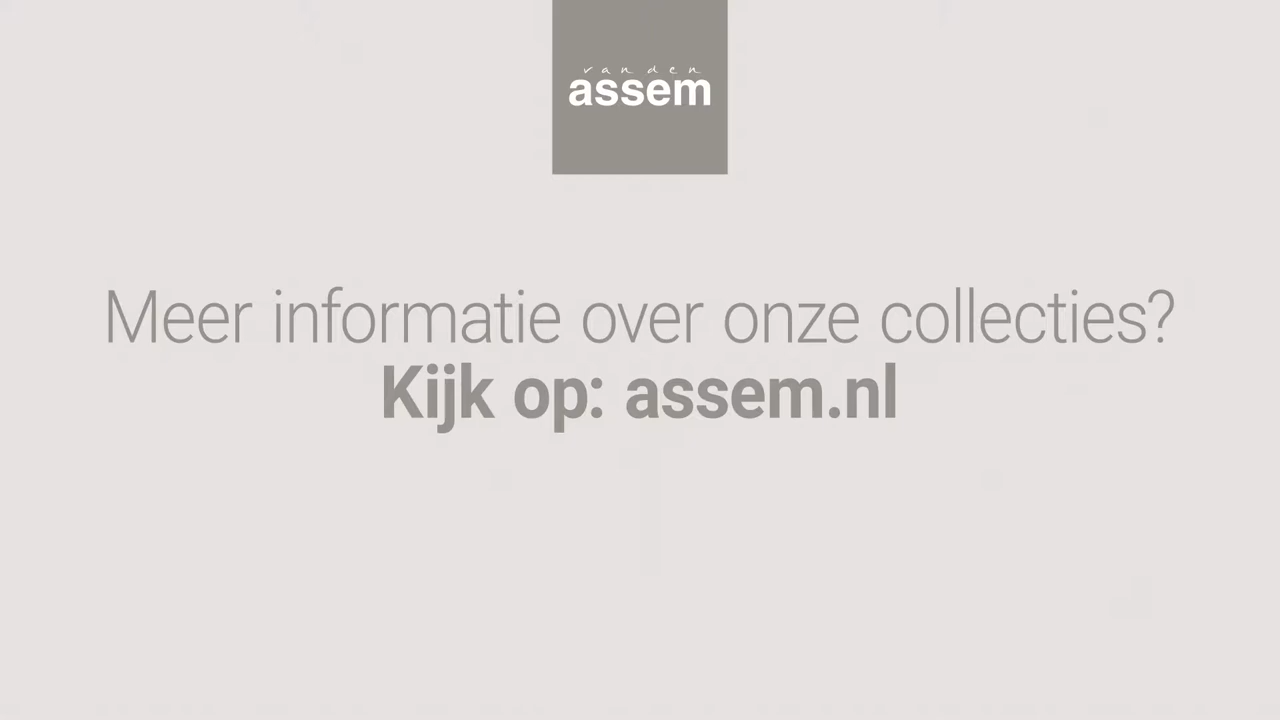 van den
assem
Meer informatie over onze collecties?
Kijk op: assem.nl